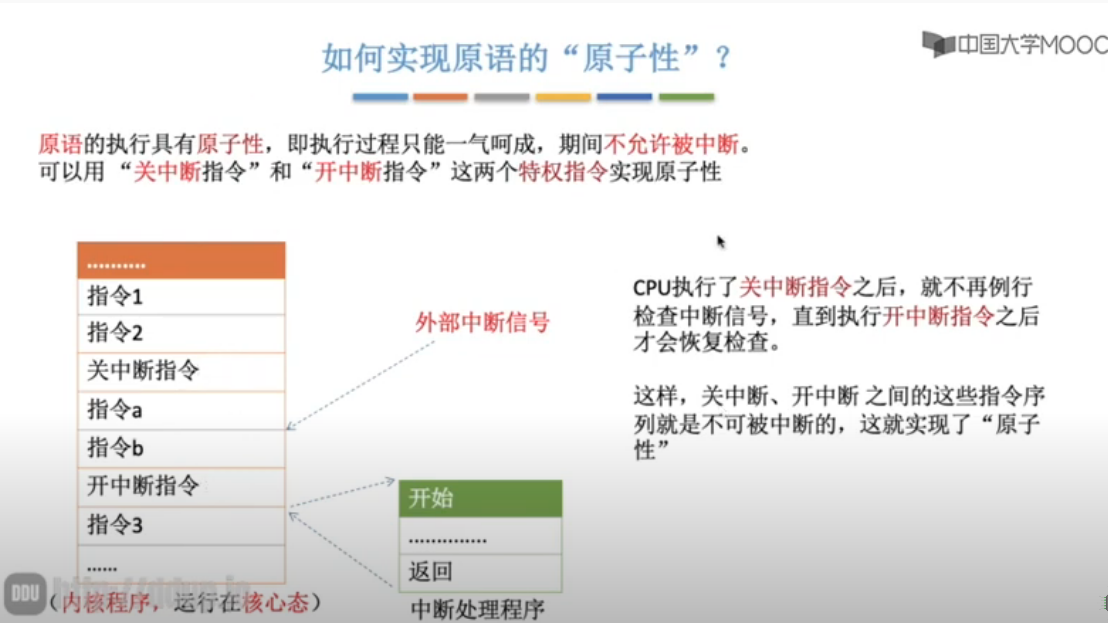 中国大学MOOC
如何实现原语的“原子性”？
原语的执行具有原子性，即执行过程只能一气呵成，期间不允许被中断。
可以用 “关中断指令”和“开中断指令”这两个特权指令实现原子性
..........
指令1
指令2
关中断指令
指令a
指令b
开中断指令
指令3
......
（内核程序，运行在核心态）
外部中断信号
开始
..............
返回
中断处理程序
CPU执行了关中断指令之后，就不再例行
检查中断信号，直到执行开中断指令之后
才会恢复检查。
这样，关中断、开中断 之间的这些指令序
列就是不可被中断的，这就实现了“原子
性”
DDU